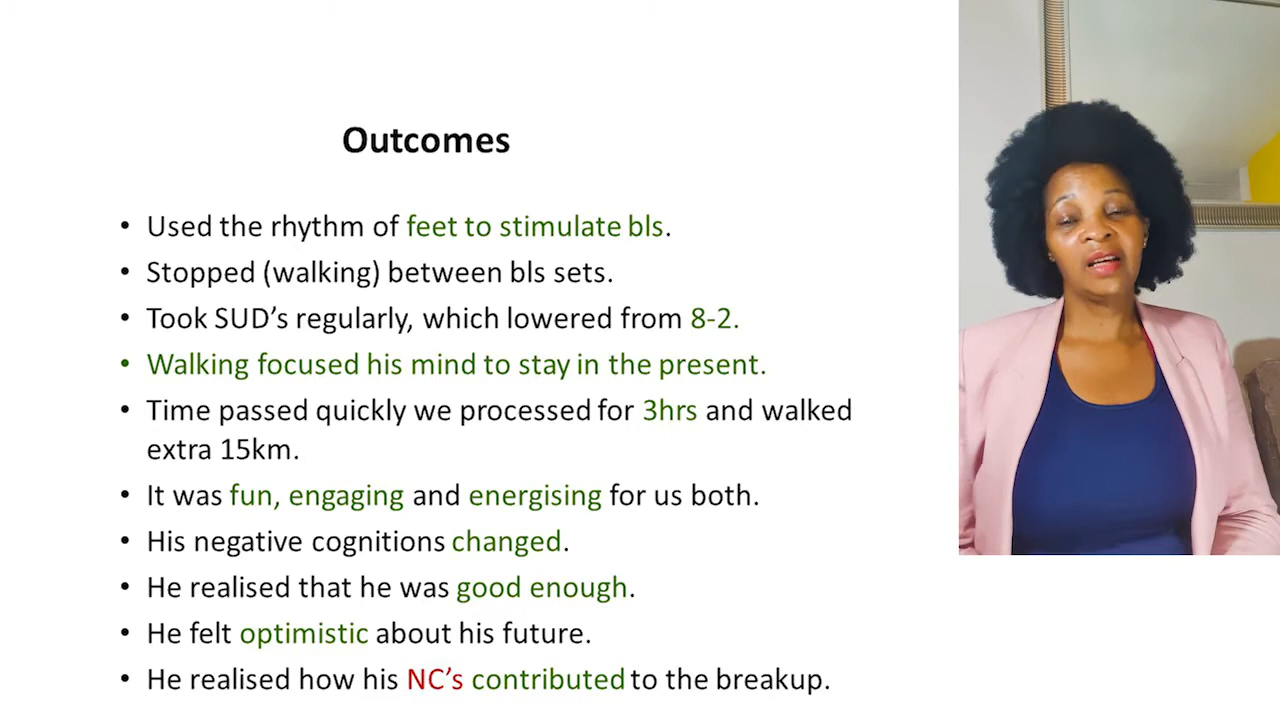 Outcomes
• Used the rhythm of feet to stimulate bls.
• Stopped (walking) between bls sets.
• Took SUD’s regularly, which lowered from 8-2.
• Walking focused his mind to stay in the present.
• Time passed quickly we processed for 3hrs and walked
extra 15km.
• It was fun, engaging and energising for us both.
• His negative cognitions changed.
• He realised that he was good enough.
• He felt optimistic about his future.
• He realised how his NC’s contributed to the breakup.